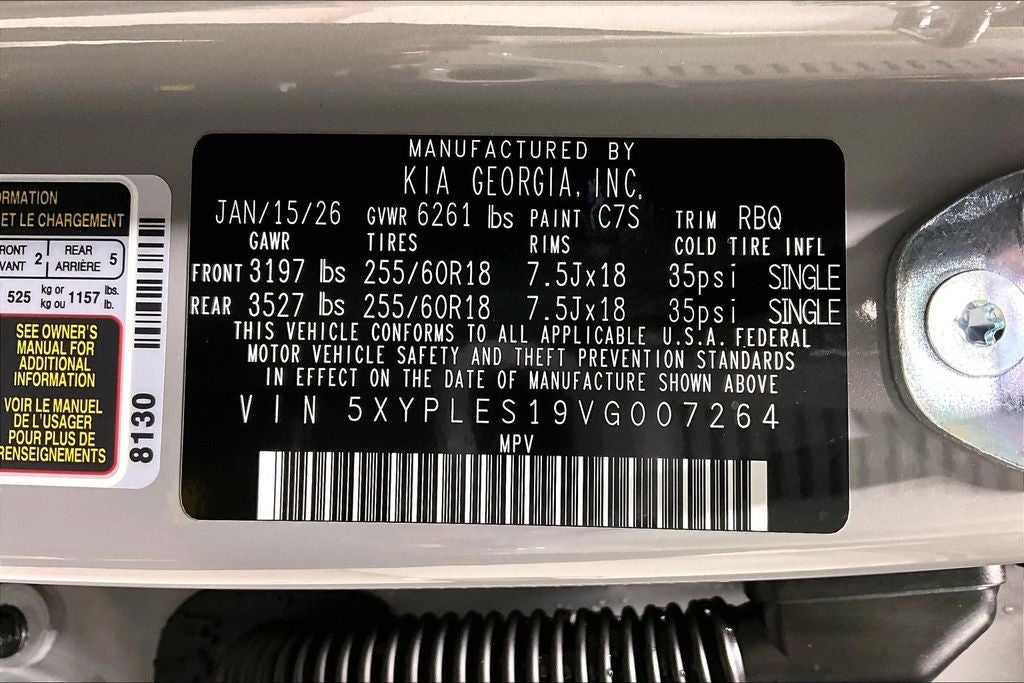 MANUFACTURED BY
KIA GEORGIA, INC.
JAN/15/26 GVWR 6261 lbs PAINT C7S TRIM RBQ
GAWR TIRES RIMS COLD TIRE INFL
FRONT 3197 lbs 255/60R18 7.5Jx18 35psi SINGLE
REAR 3527 lbs 255/60R18 7.5Jx18 35psi SINGLE
THIS VEHICLE CONFORMS TO ALL APPLICABLE U.S.A. FEDERAL
MOTOR VEHICLE SAFETY AND THEFT PREVENTION STANDARDS
IN EFFECT ON THE DATE OF MANUFACTURE SHOWN ABOVE
VIN 5XYPLES19VG007264
MPV
RMATION
ET LE CHARGEMENT
RONT 2 REAR 5
VANT ARRIÈRE
525 kg or 1157 lbs.
kg ou lb.
SEE OWNER'S
MANUAL FOR
ADDITIONAL
INFORMATION
VOIR LE MANUEL
DE L'USAGER
POUR PLUS DE
RENSEIGNEMENTS
8130